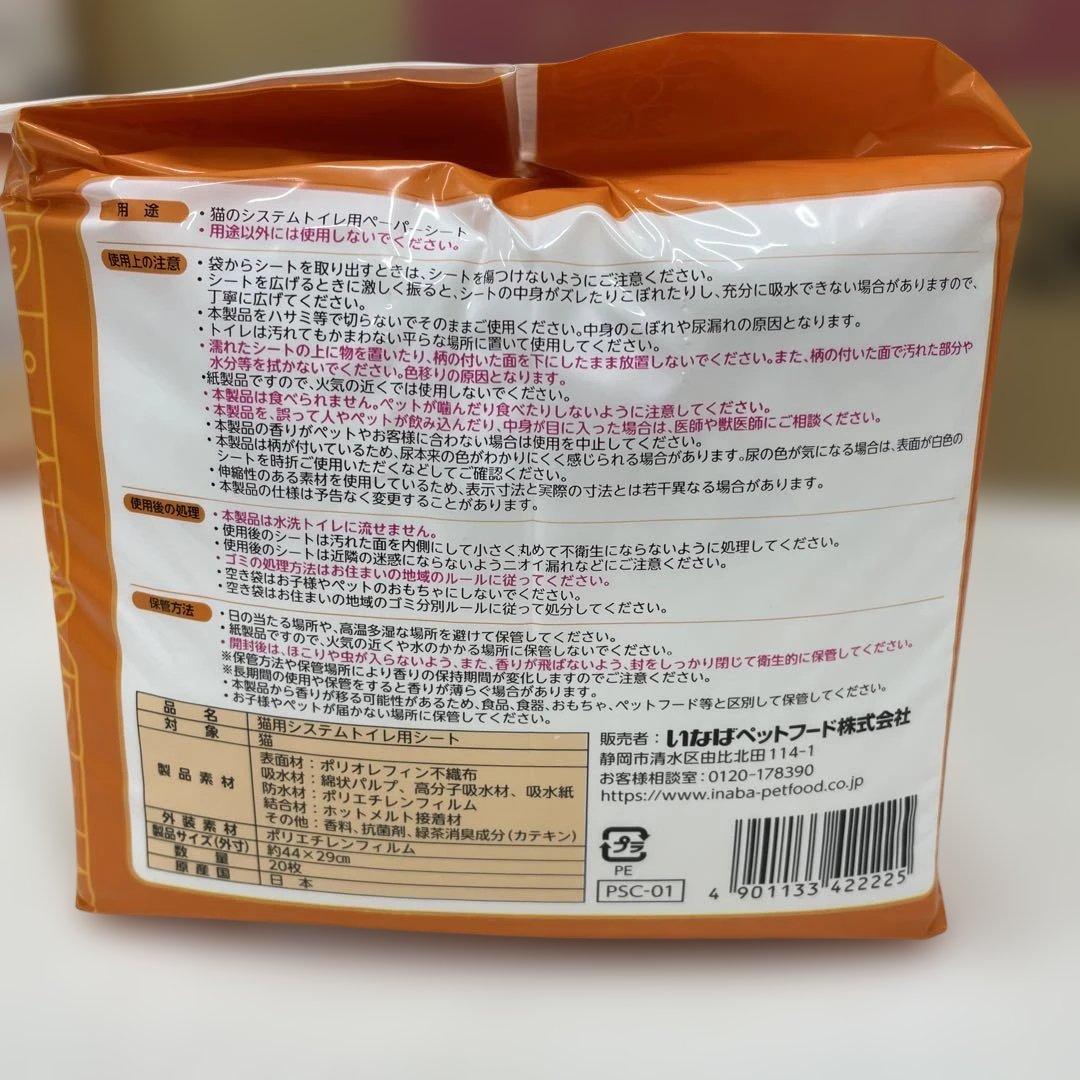 用途
・猫のシステムトイレ用ペーパーシート
・用途以外には使用しないでください。
使用上の注意
・袋からシートを取り出すときは、シートを傷つけないようにご注意ください。
・シートを広げるときに激しく振ると、シートの中身がズレたりこぼれたりし、充分に吸水できない場合がありますので、
丁寧に広げてください。
・本製品をハサミ等で切らないでそのままご使用ください。中身のこぼれや尿漏れの原因となります。
・トイレは汚れてもかまわない平らな場所に置いて使用してください。
・濡れたシートの上に物を置いたり、柄の付いた面を下にしたまま放置しないでください。また、柄の付いた面で汚れた部分や
水分等を拭かないでください。色移りの原因となります。
・紙製品ですので、火気の近くでは使用しないでください。
・本製品は食べられません。ペットが噛んだり食べたりしないように注意してください。
・本製品を、誤って人やペットが飲み込んだり、中身が目に入った場合は、医師や獣医師にご相談ください。
・本製品の香りがペットやお客様に合わない場合は使用を中止してください。
・本製品は柄が付いているため、尿本来の色がわかりにくく感じられる場合があります。尿の色が気になる場合は、表面が白色の
シートを時折ご使用いただくなどしてご確認ください。
・伸縮性のある素材を使用しているため、表示寸法と実際の寸法とは若干異なる場合があります。
・本製品の仕様は予告なく変更することがあります。
使用後の処理
・本製品は水洗トイレに流せません。
・使用後のシートは汚れた面を内側にして小さく丸めて不衛生にならないように処理してください。
・使用後のシートは近隣の迷惑にならないようニオイ漏れなどにご注意ください。
・ゴミの処理方法はお住まいの地域のルールに従ってください。
・空き袋はお子様やペットのおもちゃにしないでください。
・空き袋はお住まいの地域のゴミ分別ルールに従って処分してください。
保管方法
・日の当たる場所や、高温多湿な場所を避けて保管してください。
・紙製品ですので、火気の近くや水のかかる場所に保管しないでください。
・開封後は、ほこりや虫が入らないよう、また、香りが飛ばないよう、封をしっかり閉じて衛生的に保管してください。
※保管方法や保管場所により香りの保持期間が変化しますのでご注意ください。
※長期間の使用や保管をすると香りが薄らぐ場合があります。
・本製品から香りが移る可能性があるため、食品、食器、おもちゃ、ペットフード等と区別して保管してください。
・お子様やペットが届かない場所に保管してください。
品名 猫用システムトイレ用シート
対象 猫
製品素材 表面材：ポリオレフィン不織布
吸水材：綿状パルプ、高分子吸水材、吸水紙
防水材：ポリエチレンフィルム
結合材：ホットメルト接着材
その他：香料、抗菌剤、緑茶消臭成分（カテキン）
外装素材 ポリエチレンフィルム
製品サイズ（外寸） 約44×29㎝
数量 20枚
原産国 日本
販売者：いなばペットフード株式会社
静岡市清水区由比北田114-1
お客様相談室：0120-178390
https://www.inaba-petfood.co.jp
プラ
PE
PSC-01
4 901133 422225